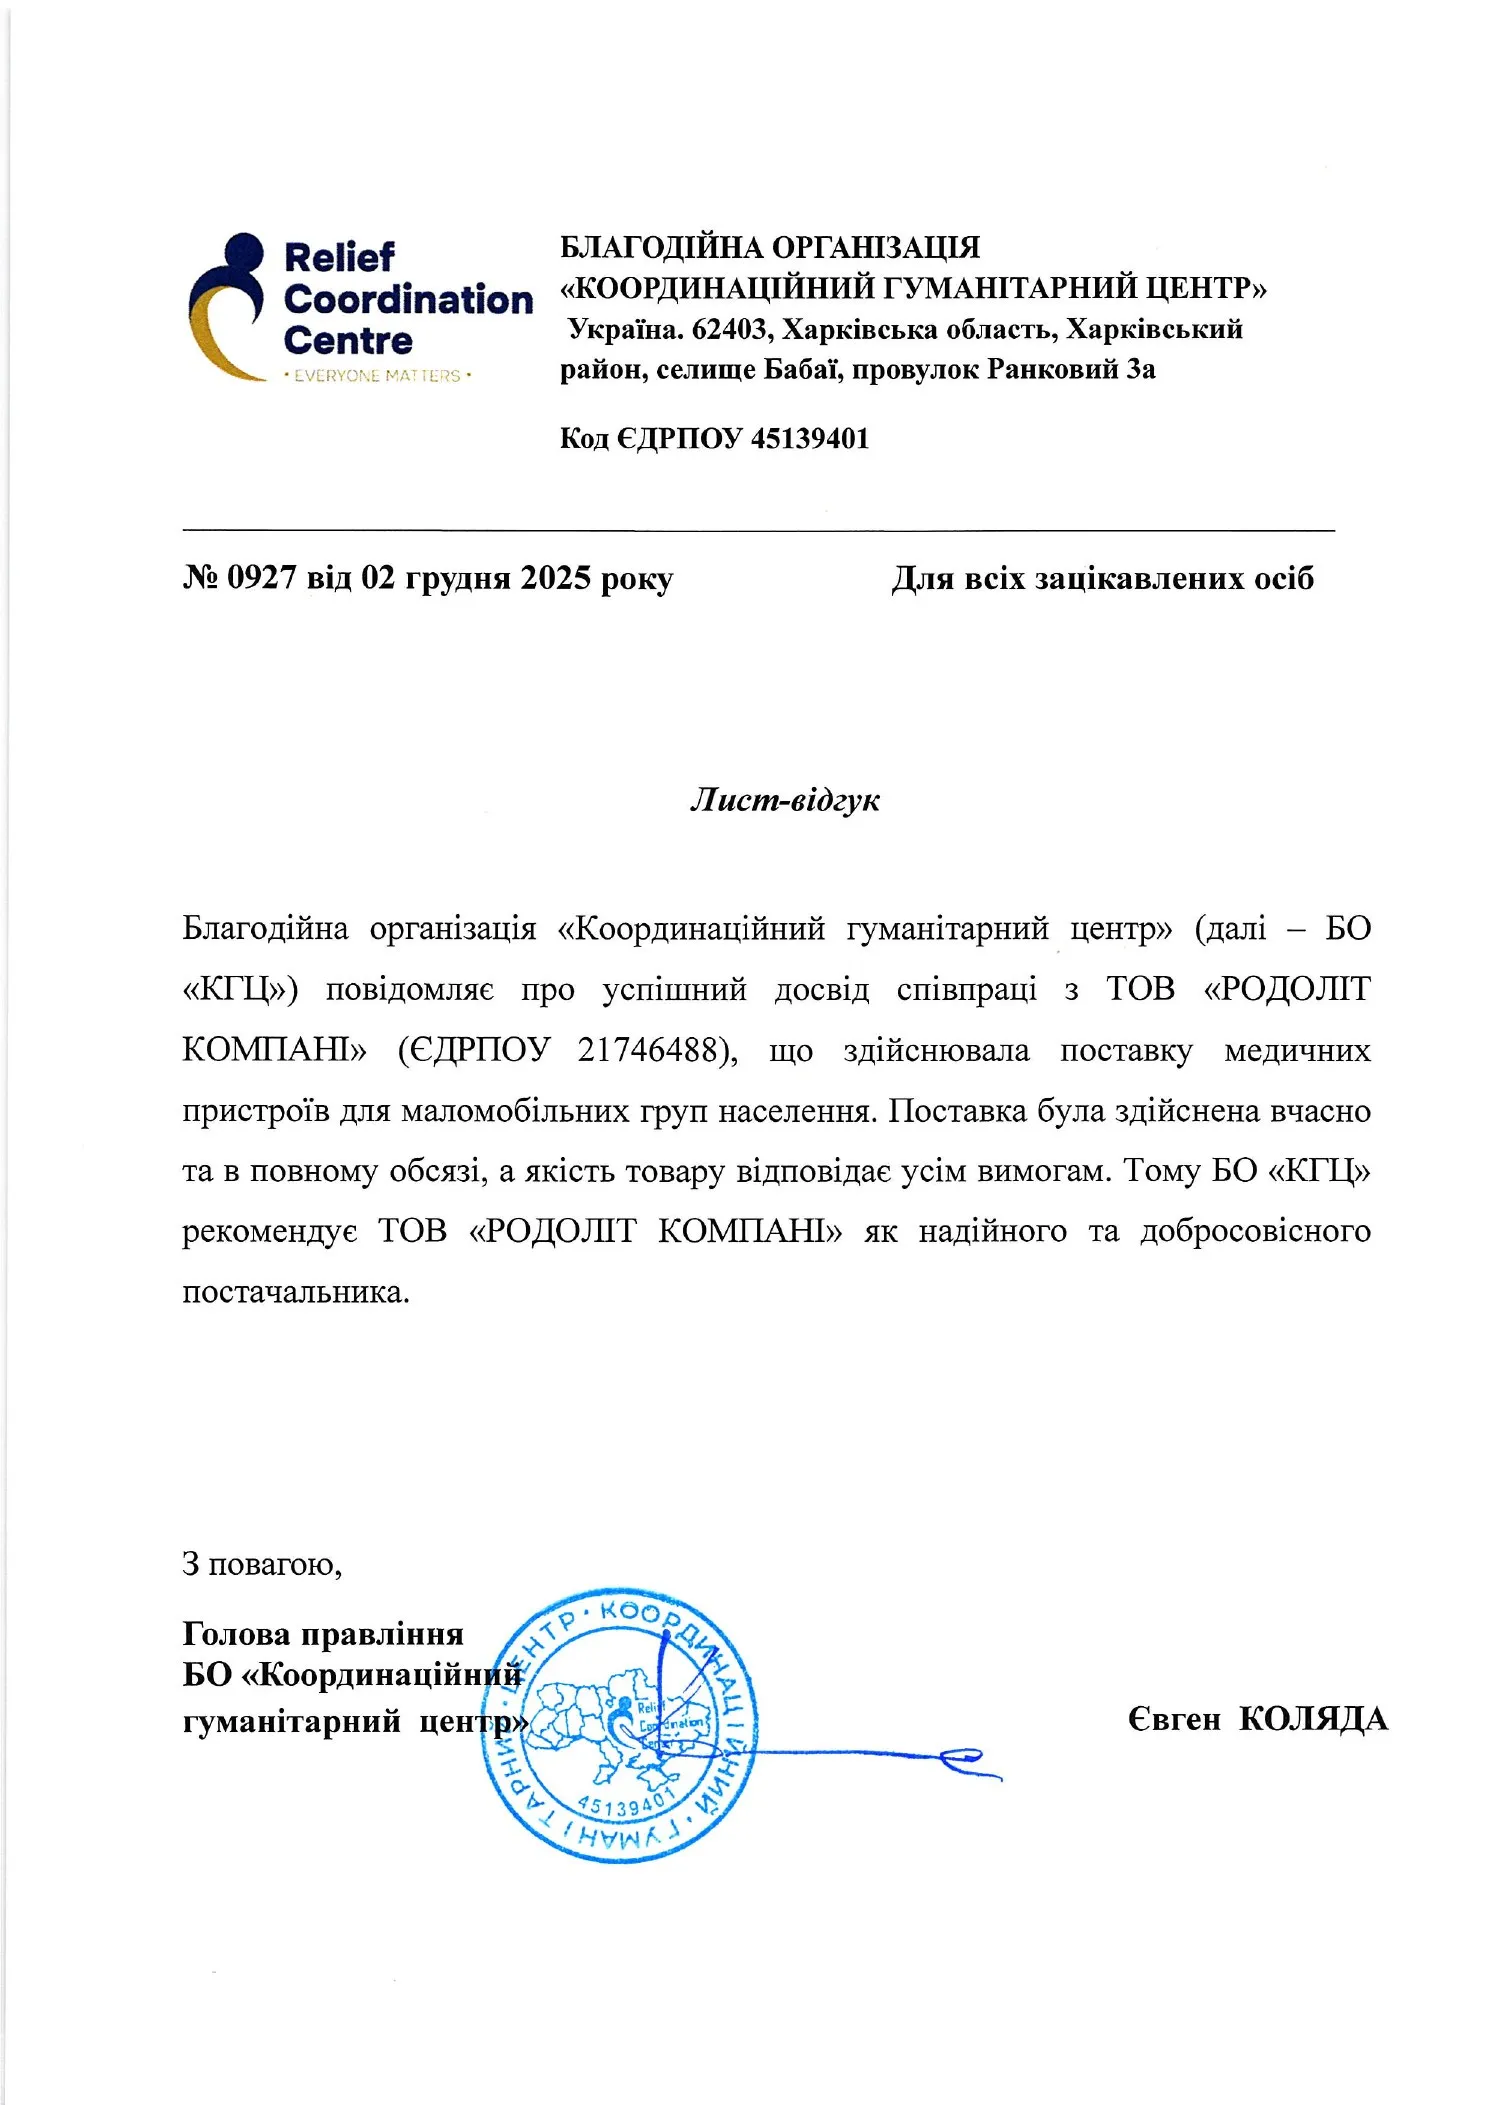 Relief
Coordination
Centre
• EVERYONE MATTERS •
БЛАГОДІЙНА ОРГАНІЗАЦІЯ
«КООРДИНАЦІЙНИЙ ГУМАНІТАРНИЙ ЦЕНТР»
Україна. 62403, Харківська область, Харківський
район, селище Бабаї, провулок Ранковий 3а
Код ЄДРПОУ 45139401
№ 0927 від 02 грудня 2025 року
Для всіх зацікавлених осіб
Лист-відгук
Благодійна організація «Координаційний гуманітарний центр» (далі – БО
«КГЦ») повідомляє про успішний досвід співпраці з ТОВ «РОДОЛІТ
КОМПАНІ» (ЄДРПОУ 21746488), що здійснювала поставку медичних
пристроїв для маломобільних груп населення. Поставка була здійснена вчасно
та в повному обсязі, а якість товару відповідає усім вимогам. Тому БО «КГЦ»
рекомендує ТОВ «РОДОЛІТ КОМПАНІ» як надійного та добросовісного
постачальника.
З повагою,
Голова правління
БО «Координаційний
гуманітарний центр»
Євген КОЛЯДА
КООРДИНАЦІЙНИЙ · ГУМАНІТАРНИЙ · ЦЕНТР ·
Relief
Coordination
Center
45139401